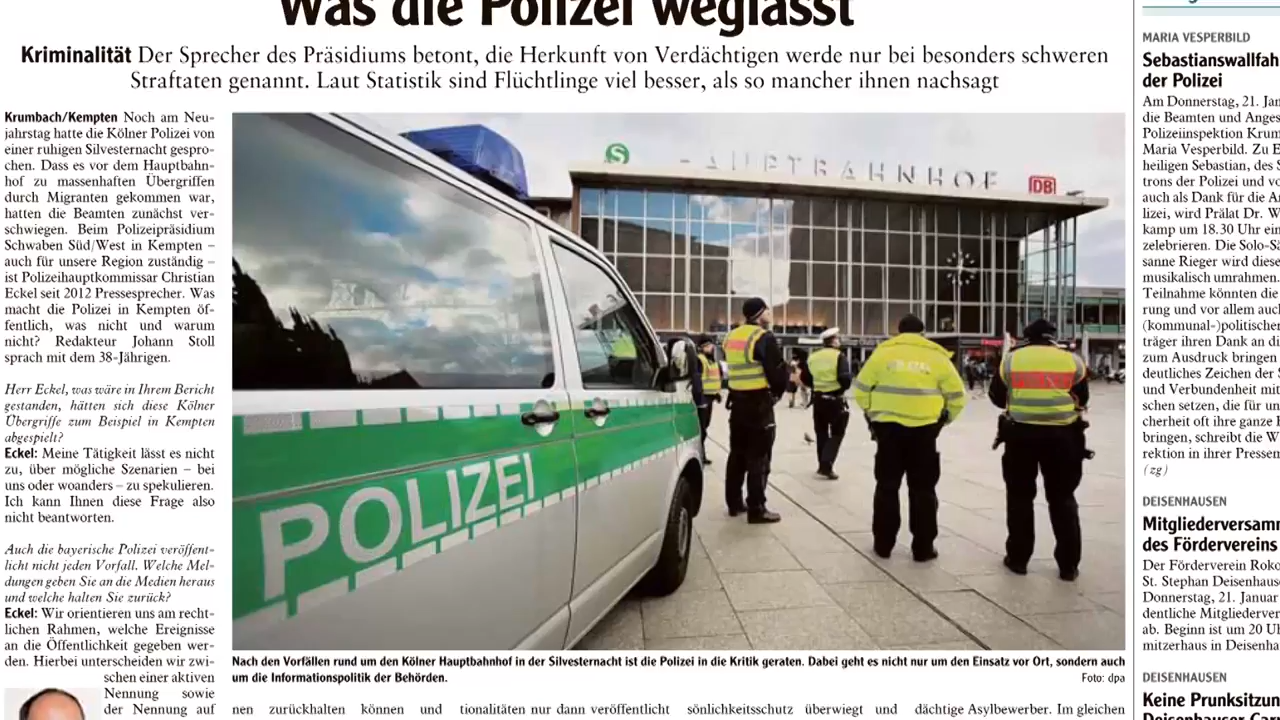 Was die Polizei weglässt
Kriminalität Der Sprecher des Präsidiums betont, die Herkunft von Verdächtigen werde nur bei besonders schweren
Straftaten genannt. Laut Statistik sind Flüchtlinge viel besser, als so mancher ihnen nachsagt
Krumbach/Kempten Noch am Neu-
jahrstag hatte die Kölner Polizei von
einer ruhigen Silvesternacht gespro-
chen. Dass es vor dem Hauptbahn-
hof zu massenhaften Übergriffen
durch Migranten gekommen war,
hatten die Beamten zunächst ver-
schwiegen. Beim Polizeipräsidium
Schwaben Süd/West in Kempten –
auch für unsere Region zuständig –
ist Polizeihauptkommissar Christian
Eckel seit 2012 Pressesprecher. Was
macht die Polizei in Kempten öf-
fentlich, was nicht und warum
nicht? Redakteur Johann Stoll
sprach mit dem 38-Jährigen.
Herr Eckel, was wäre in Ihrem Bericht
gestanden, hätten sich diese Kölner
Übergriffe zum Beispiel in Kempten
abgespielt?
Eckel: Meine Tätigkeit lässt es nicht
zu, über mögliche Szenarien – bei
uns oder woanders – zu spekulieren.
Ich kann Ihnen diese Frage also
nicht beantworten.
Auch die bayerische Polizei veröffent-
licht nicht jeden Vorfall. Welche Mel-
dungen geben Sie an die Medien heraus
und welche halten Sie zurück?
Eckel: Wir orientieren uns am recht-
lichen Rahmen, welche Ereignisse
an die Öffentlichkeit gegeben wer-
den. Hierbei unterscheiden wir zwi-
schen einer aktiven
Nennung sowie
der Nennung auf
S
HAUPTBAHNHOF
DB
POLIZEI
Nach den Vorfällen rund um den Kölner Hauptbahnhof in der Silvesternacht ist die Polizei in die Kritik geraten. Dabei geht es nicht nur um den Einsatz vor Ort, sondern auch
um die Informationspolitik der Behörden.
Foto: dpa
nen zurückhalten können und
tionalitäten nur dann veröffentlicht
sönlichkeitsschutz überwiegt und
dächtige Asylbewerber. Im gleichen
MARIA VESPERBILD
Sebastianswallfah
der Polizei
Am Donnerstag, 21. Jan
die Beamten und Anges
Polizeiinspektion Krum
Maria Vesperbild. Zu E
heiligen Sebastian, des S
trons der Polizei und vo
auch als Dank für die Ar
lizei, wird Prälat Dr. W
kamp um 18.30 Uhr ein
zelebrieren. Die Solo-Sä
sanne Rieger wird diese
musikalisch umrahmen.
Teilnahme könnten die
rung und vor allem auch
(kommunal-)politischen
träger ihren Dank an di
zum Ausdruck bringen
deutliches Zeichen der S
und Verbundenheit mit
schen setzen, die für un
cherheit oft ihre ganze K
bringen, schreibt die W
rektion in ihrer Pressem
(zg)
DEISENHAUSEN
Mitgliederversamm
des Fördervereins
Der Förderverein Roko
St. Stephan Deisenhaus
Donnerstag, 21. Januar
dentliche Mitgliederver
ab. Beginn ist um 20 Uh
mitzerhaus in Deisenha
DEISENHAUSEN
Keine Prunksitzun
Deisenhauser